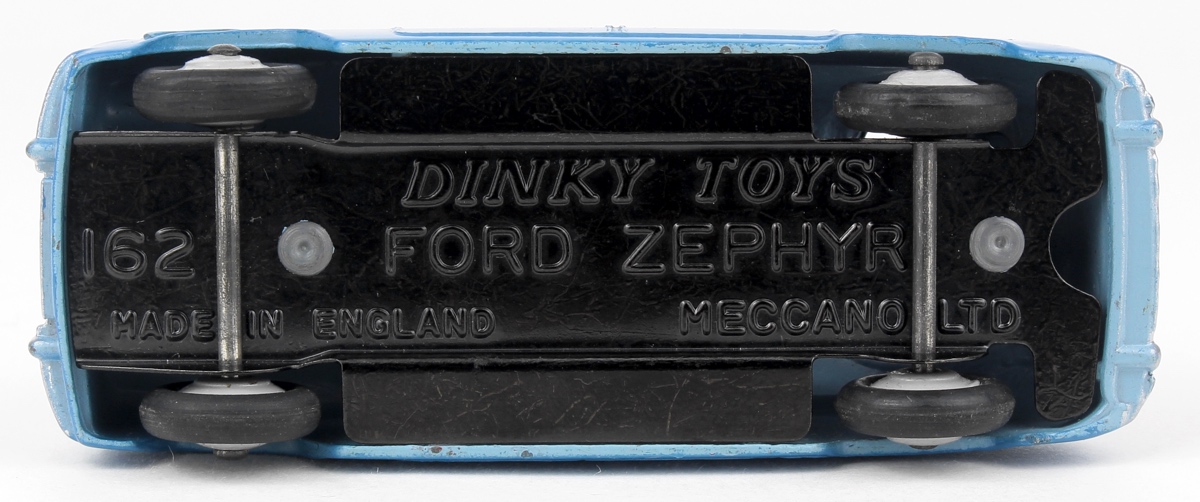 DINKY TOYS
162 FORD ZEPHYR
MADE IN ENGLAND MECCANO LTD